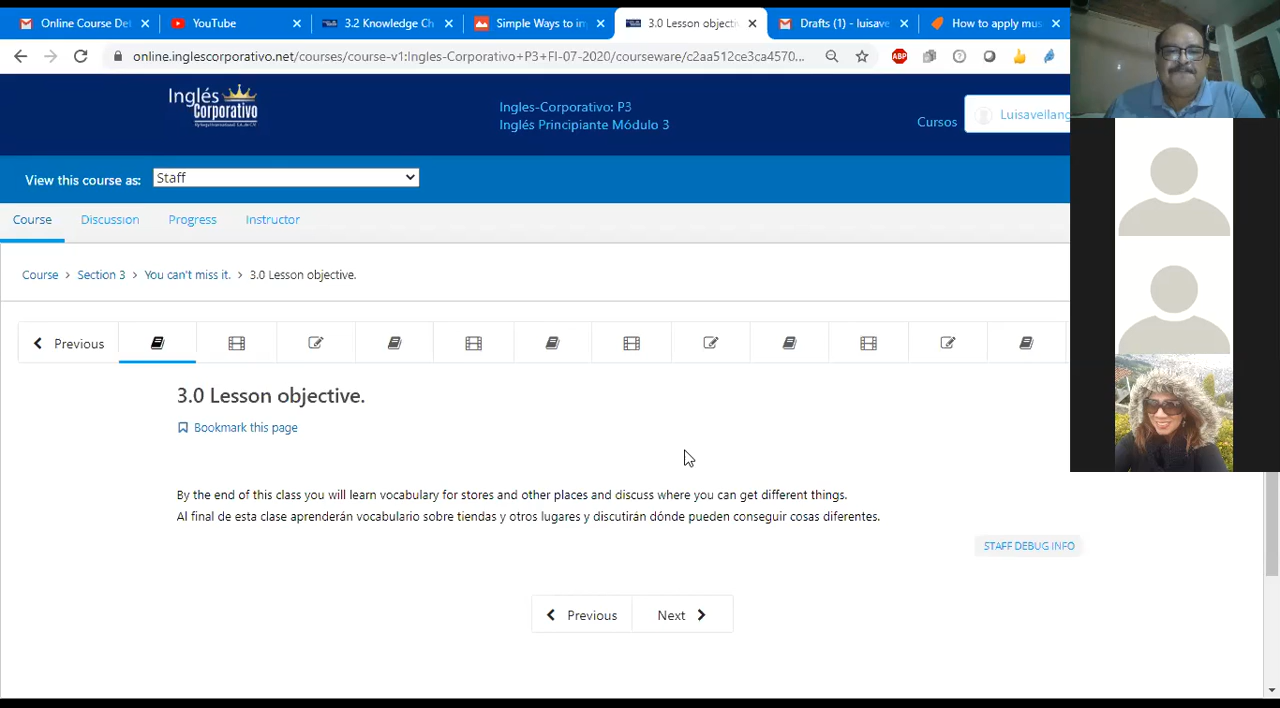 Online Course De
YouTube
3.2 Knowledge Ch
Simple Ways to in
3.0 Lesson objectiv
Drafts (1) - luisave
How to apply mus
online.inglescorporativo.net/courses/course-v1:Ingles-Corporativo+P3+FI-07-2020/courseware/c2aa512ce3ca4570...
ABP
Inglés
Corporativo
Ingles-Corporativo: P3
Inglés Principiante Módulo 3
Cursos
Luisavellang
View this course as:
Staff
Course
Discussion
Progress
Instructor
Course > Section 3 > You can't miss it. > 3.0 Lesson objective.
Previous
3.0 Lesson objective.
Bookmark this page
By the end of this class you will learn vocabulary for stores and other places and discuss where you can get different things.
Al final de esta clase aprenderán vocabulario sobre tiendas y otros lugares y discutirán dónde pueden conseguir cosas diferentes.
STAFF DEBUG INFO
Previous
Next